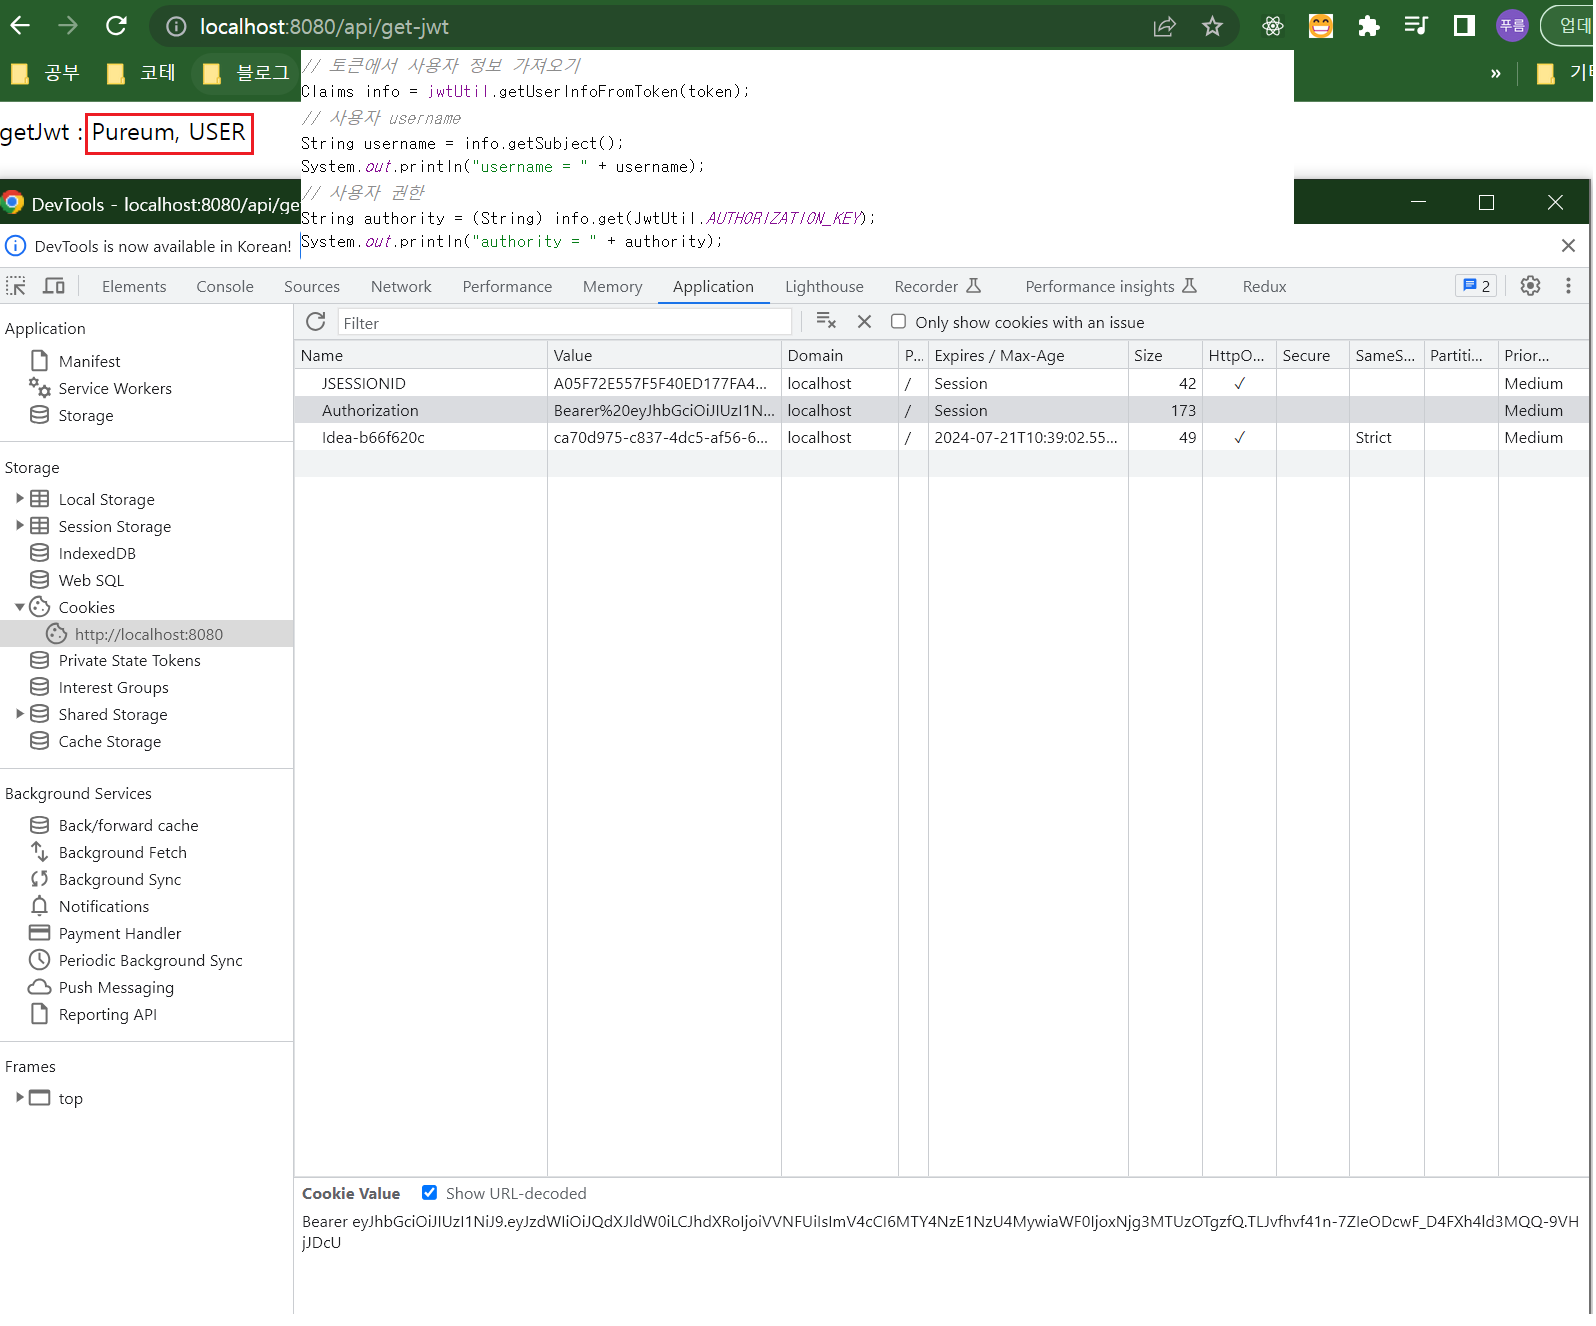 localhost:8080/api/get-jwt
푸름
업데
공부
코테
블로그
»
기타
// 토큰에서 사용자 정보 가져오기
Claims info = jwtUtil.getUserInfoFromToken(token);
// 사용자 username
String username = info.getSubject();
System.out.println("username = " + username);
// 사용자 권한
String authority = (String) info.get(JwtUtil.AUTHORIZATION_KEY);
System.out.println("authority = " + authority);
getJwt : Pureum, USER
DevTools - localhost:8080/api/ge
DevTools is now available in Korean!
Elements Console Sources Network Performance Memory Application Lighthouse Recorder Performance insights Redux 2
Application
Manifest
Service Workers
Storage
Storage
Local Storage
Session Storage
IndexedDB
Web SQL
Cookies
http://localhost:8080
Private State Tokens
Interest Groups
Shared Storage
Cache Storage
Background Services
Back/forward cache
Background Fetch
Background Sync
Notifications
Payment Handler
Periodic Background Sync
Push Messaging
Reporting API
Frames
top
Filter
Only show cookies with an issue
Name Value Domain P... Expires / Max-Age Size HttpO... Secure SameS... Partiti... Prior...
JSESSIONID A05F72E557F5F40ED177FA4... localhost / Session 42 ✓ Medium
Authorization Bearer%20eyJhbGciOiJIUzI1N... localhost / Session 173 Medium
Idea-b66f620c ca70d975-c837-4dc5-af56-6... localhost / 2024-07-21T10:39:02.55... 49 ✓ Strict Medium
Cookie Value Show URL-decoded
Bearer eyJhbGciOiJIUzI1NiJ9.eyJzdWIiOiJQdXJldW0iLCJhdXRoIjoiVVNFUiIsImV4cCI6MTY4NzE1NzU4MywiaWF0IjoxNjg3MTUzOTgzfQ.TLJvfhvf41n-7ZIeODcwF_D4FXh4ld3MQQ-9VH
jJDcU